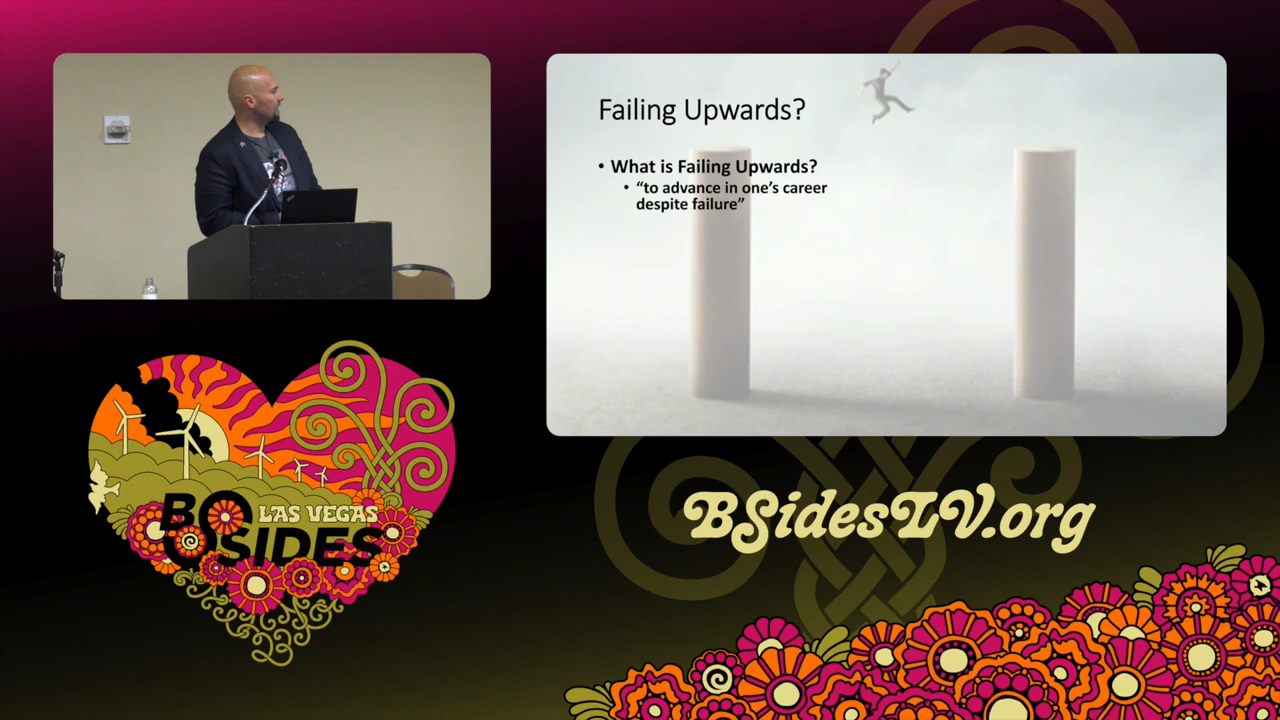 Failing Upwards?
• What is Failing Upwards?
• “to advance in one’s career
despite failure”
BSIDES
LAS VEGAS
BSidesLV.org